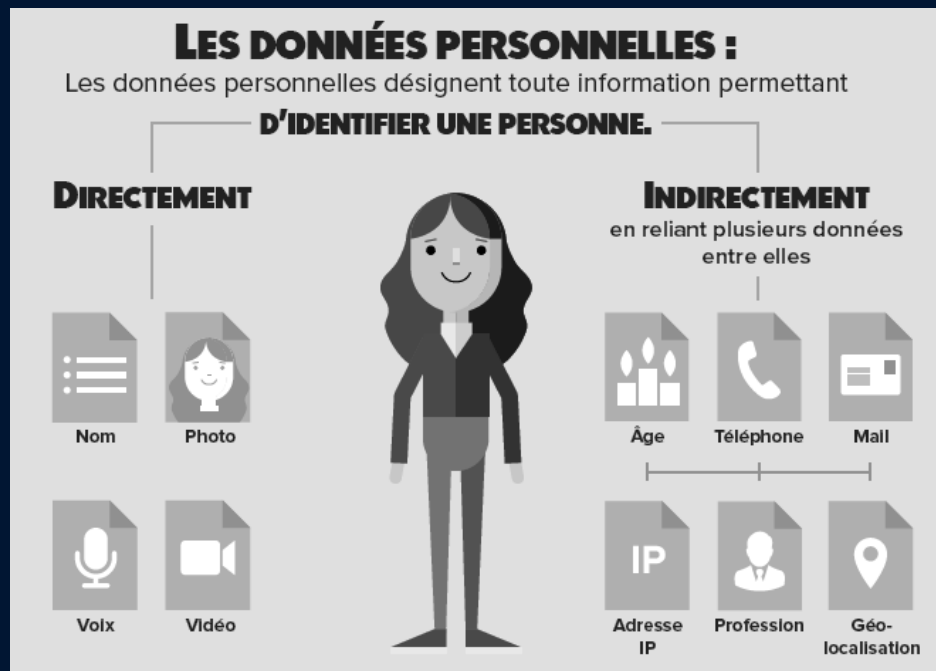 LES DONNÉES PERSONNELLES :
Les données personnelles désignent toute information permettant
D'IDENTIFIER UNE PERSONNE.
DIRECTEMENT
Nom
Photo
Voix
Vidéo
INDIRECTEMENT
en reliant plusieurs données
entre elles
Âge
Téléphone
Mail
IP
Adresse
IP
Profession
Géo-
localisation